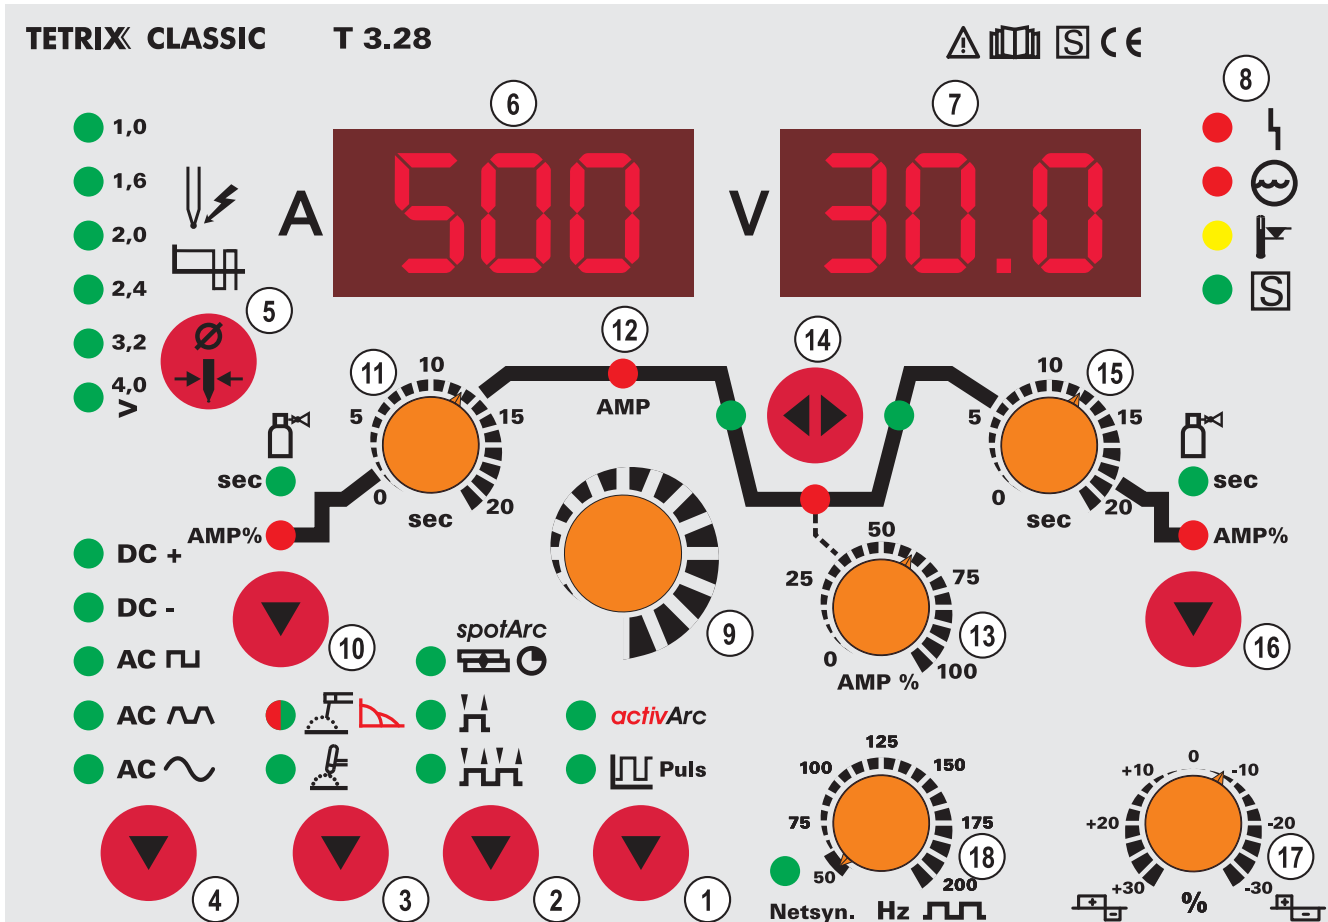 TETRIX CLASSIC T 3.28
S CE
6
7
8
1,0
1,6
2,0
2,4
3,2
4,0
>
A
500
V
30.0
S
5
Ø
12
14
11
15
AMP
0
5
10
15
20
sec
0
5
10
15
20
sec
sec
AMP%
sec
AMP%
DC +
DC -
AC
AC
AC
10
9
0
25
50
75
100
AMP %
13
16
spotArc
activArc
Puls
50
75
100
125
150
175
200
18
Netsyn. Hz
+30
+20
+10
0
-10
-20
-30
%
17
4
3
2
1